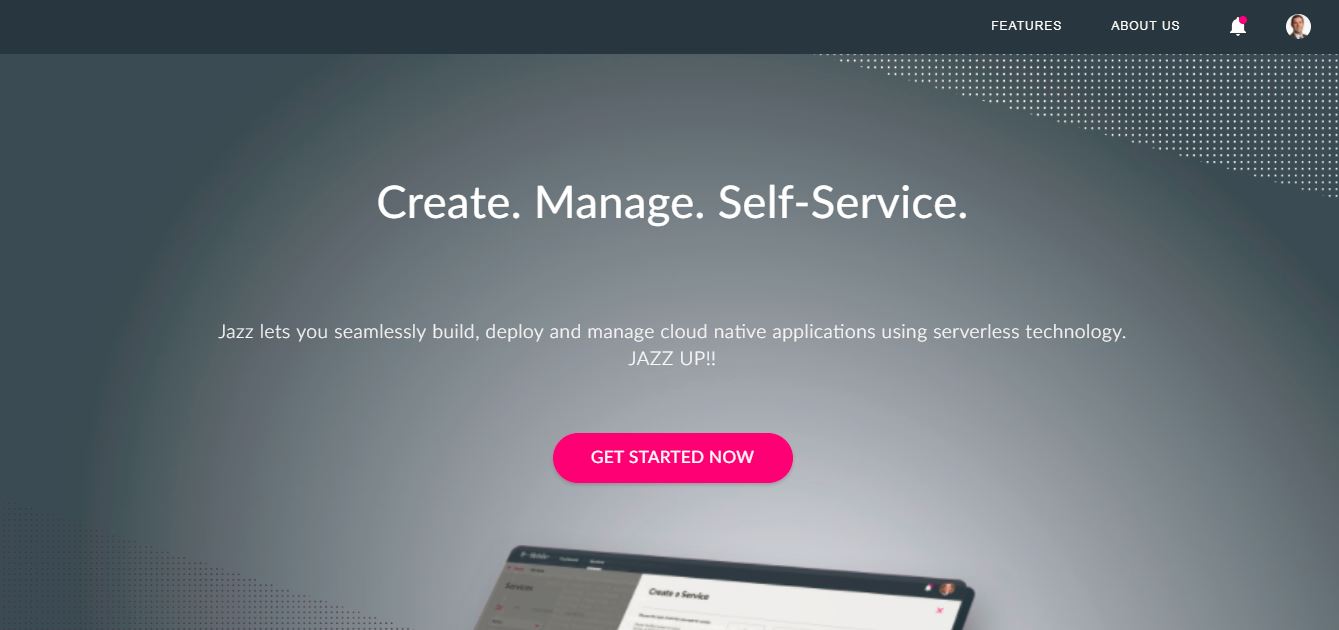 FEATURES ABOUT US
Create. Manage. Self-Service.
Jazz lets you seamlessly build, deploy and manage cloud native applications using serverless technology.
JAZZ UP!!
GET STARTED NOW
Services
Create a Service